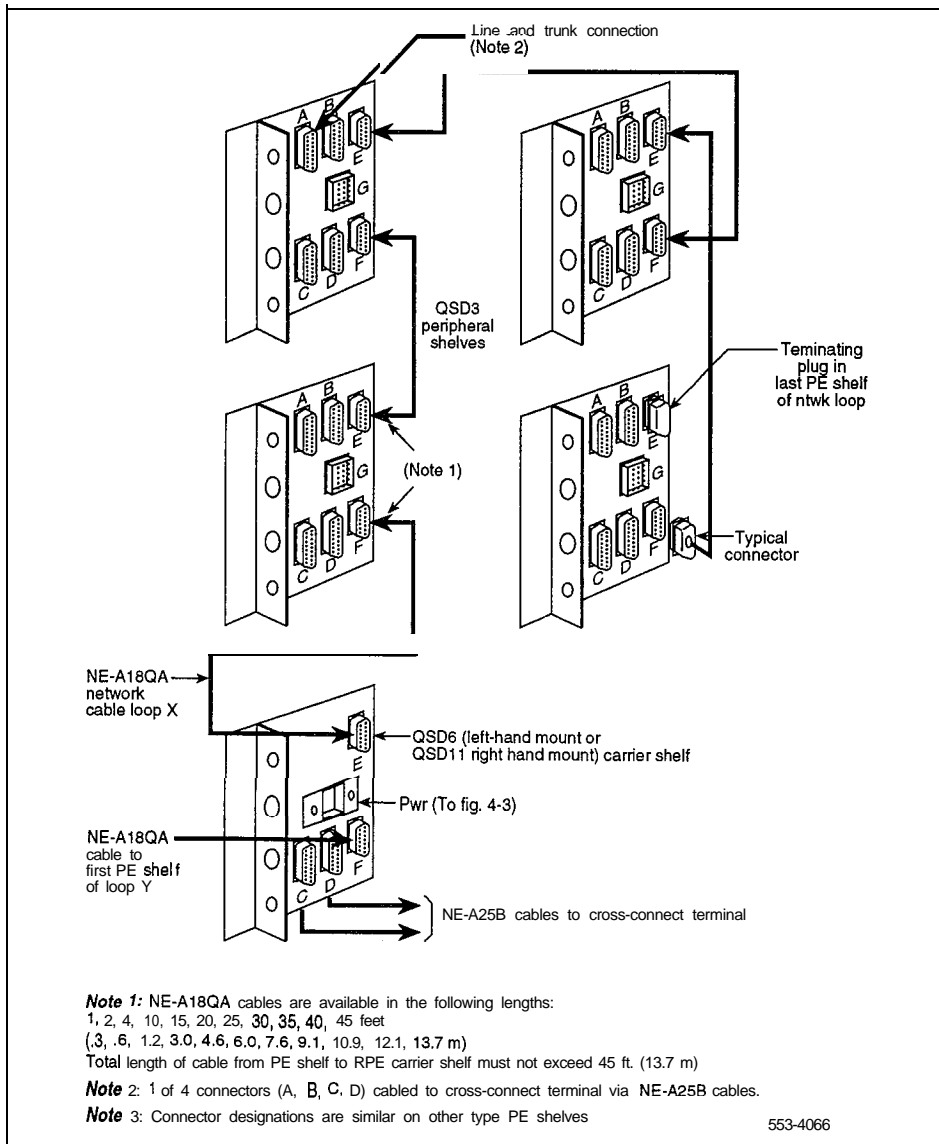 Line and trunk connection
(Note 2)
A
B
E
G
C
D
F
A
B
E
G
C
D
F
QSD3
peripheral
shelves
Teminating
plug in
last PE shelf
of ntwk loop
A
B
E
(Note 1)
G
C
D
F
A
B
E
G
C
D
F
Typical
connector
NE-A18QA
network
cable loop X
QSD6 (left-hand mount or
QSD11 right hand mount) carrier shelf
E
Pwr (To fig. 4-3)
NE-A18QA
cable to
first PE shelf
of loop Y
F
D
C
NE-A25B cables to cross-connect terminal
Note 1: NE-A18QA cables are available in the following lengths:
1, 2, 4, 10, 15, 20, 25, 30, 35, 40, 45 feet
(.3, .6, 1.2, 3.0, 4.6, 6.0, 7.6, 9.1, 10.9, 12.1, 13.7 m)
Total length of cable from PE shelf to RPE carrier shelf must not exceed 45 ft. (13.7 m)
Note 2: 1 of 4 connectors (A, B, C, D) cabled to cross-connect terminal via NE-A25B cables.
Note 3: Connector designations are similar on other type PE shelves
553-4066